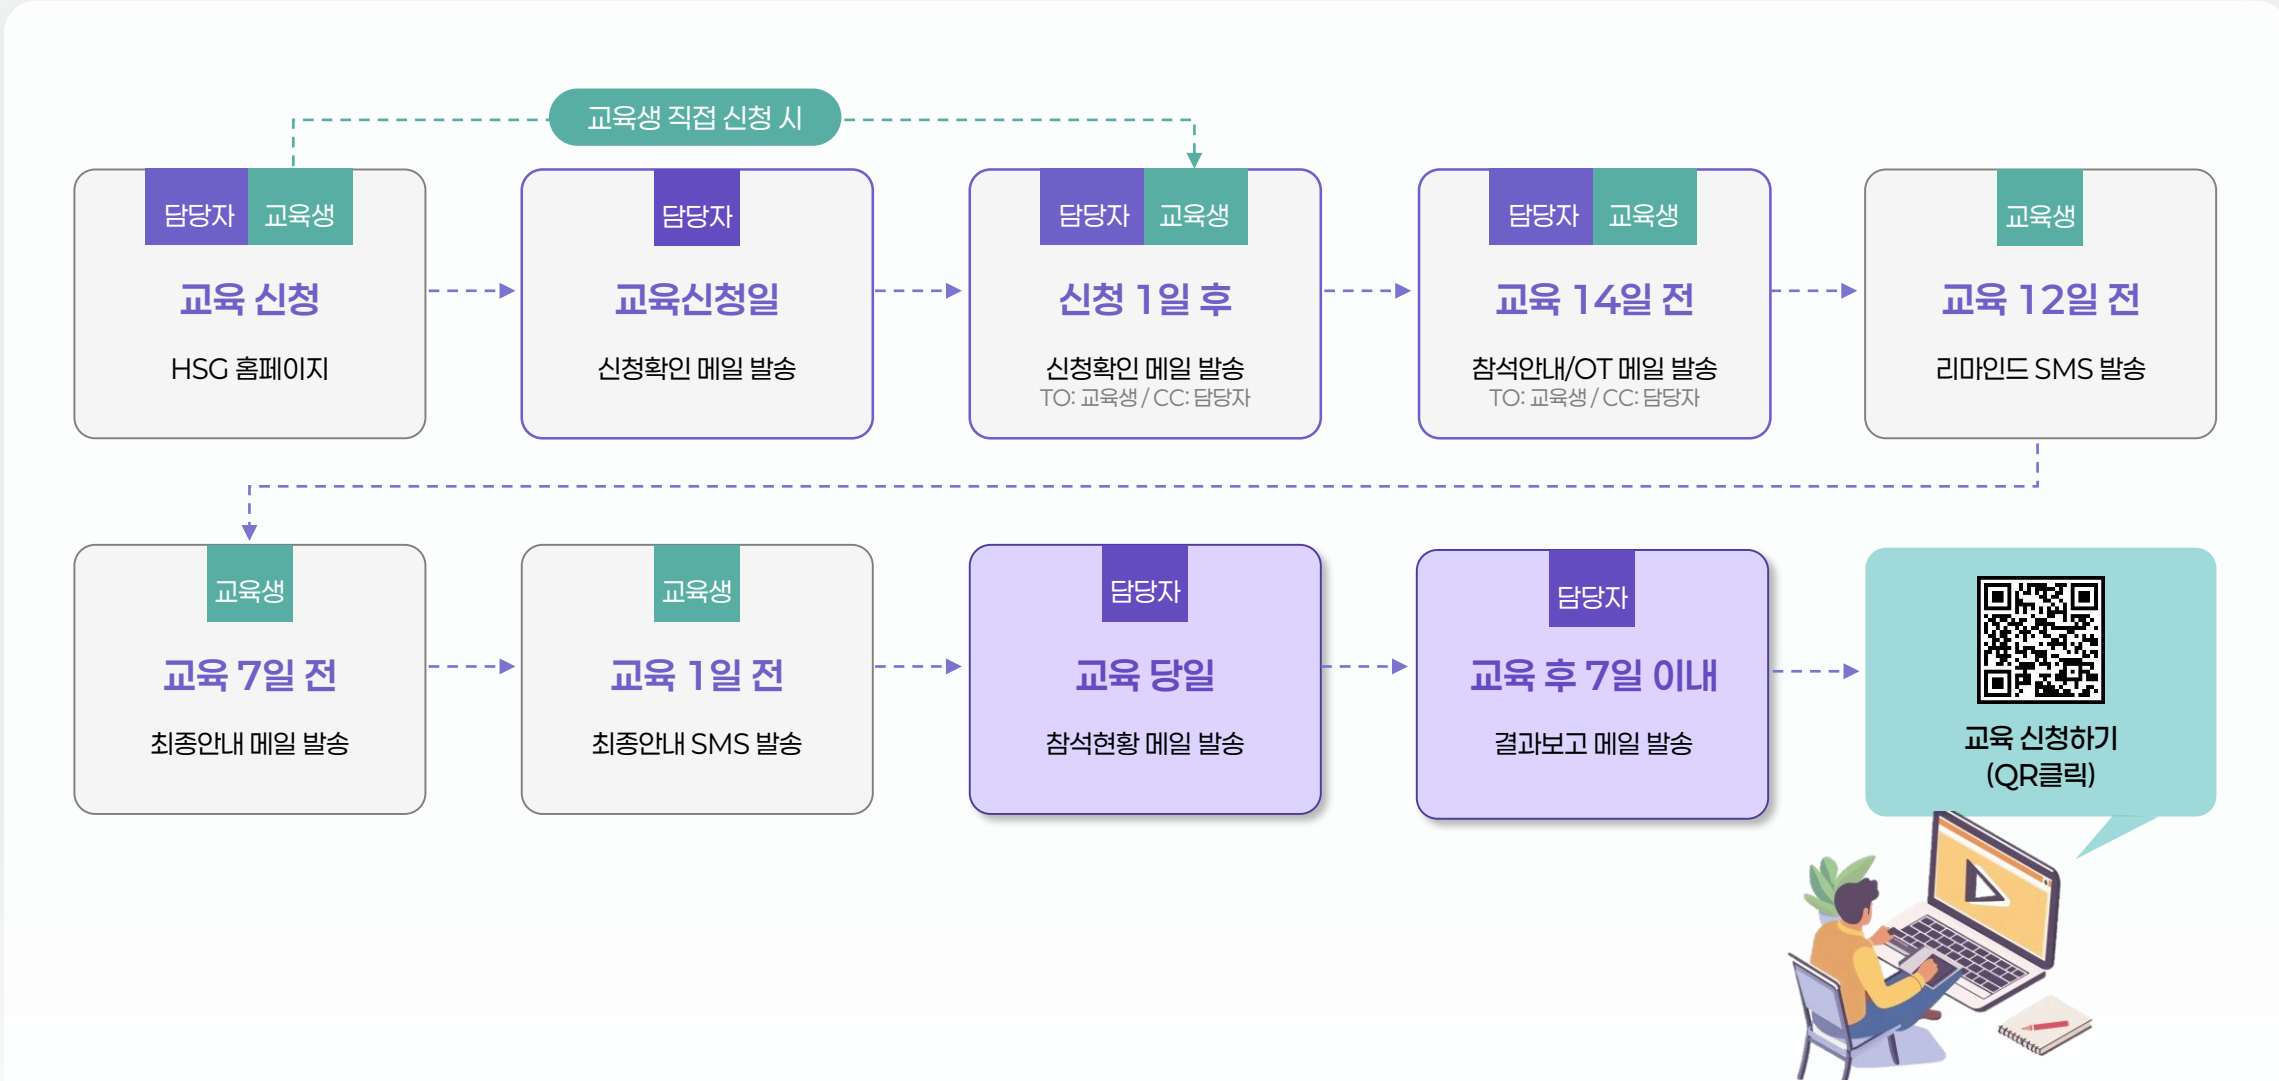 교육생 직접 신청 시
담당자 교육생
교육 신청
HSG 홈페이지
담당자
교육신청일
신청확인 메일 발송
담당자 교육생
신청 1일 후
신청확인 메일 발송
TO: 교육생 / CC: 담당자
담당자 교육생
교육 14일 전
참석안내/OT 메일 발송
TO: 교육생 / CC: 담당자
교육생
교육 12일 전
리마인드 SMS 발송
교육생
교육 7일 전
최종안내 메일 발송
교육생
교육 1일 전
최종안내 SMS 발송
담당자
교육 당일
참석현황 메일 발송
담당자
교육 후 7일 이내
결과보고 메일 발송
교육 신청하기
(QR클릭)